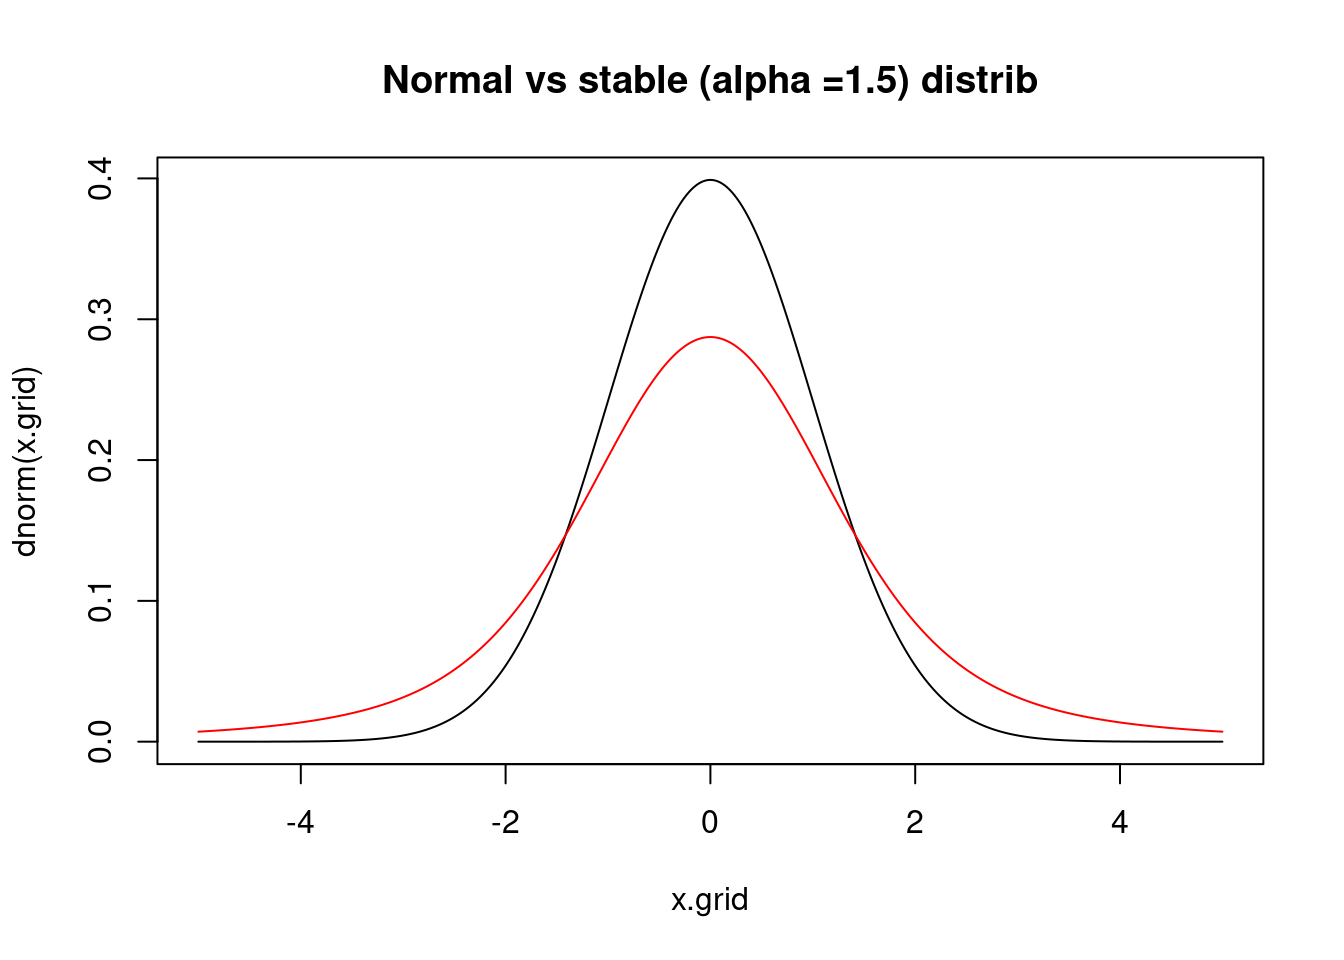 Normal vs stable (alpha =1.5) distrib
dnorm(x.grid)
0.4
0.3
0.2
0.1
0.0
-4 -2 0 2 4
x.grid